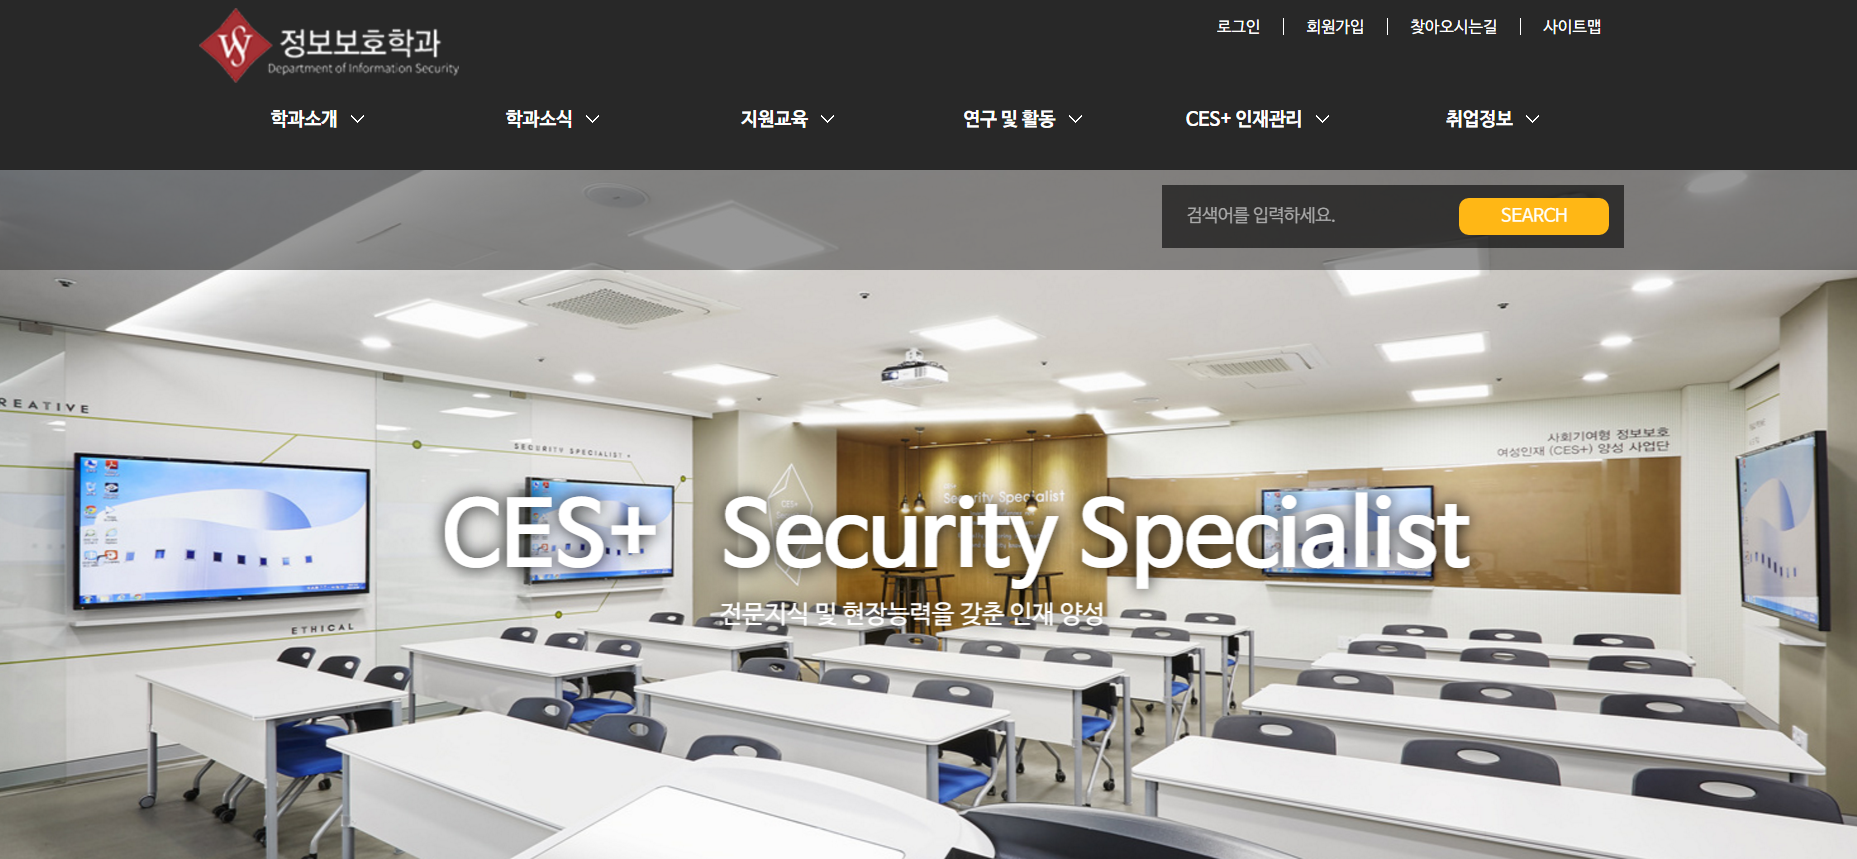 정보보호학과
Department of Information Security
로그인 | 회원가입 | 찾아오시는길 | 사이트맵
학과소개 학과소식 지원교육 연구 및 활동 CES+ 인재관리 취업정보
검색어를 입력하세요. SEARCH
REATIVE
SECURITY SPECIALIST +
사회기여형 정보보호
여성인재 (CES+) 양성 사업단
CES+
Security Specialist
CES+ Security Specialist
전문지식 및 현장능력을 갖춘 인재 양성
ETHICAL